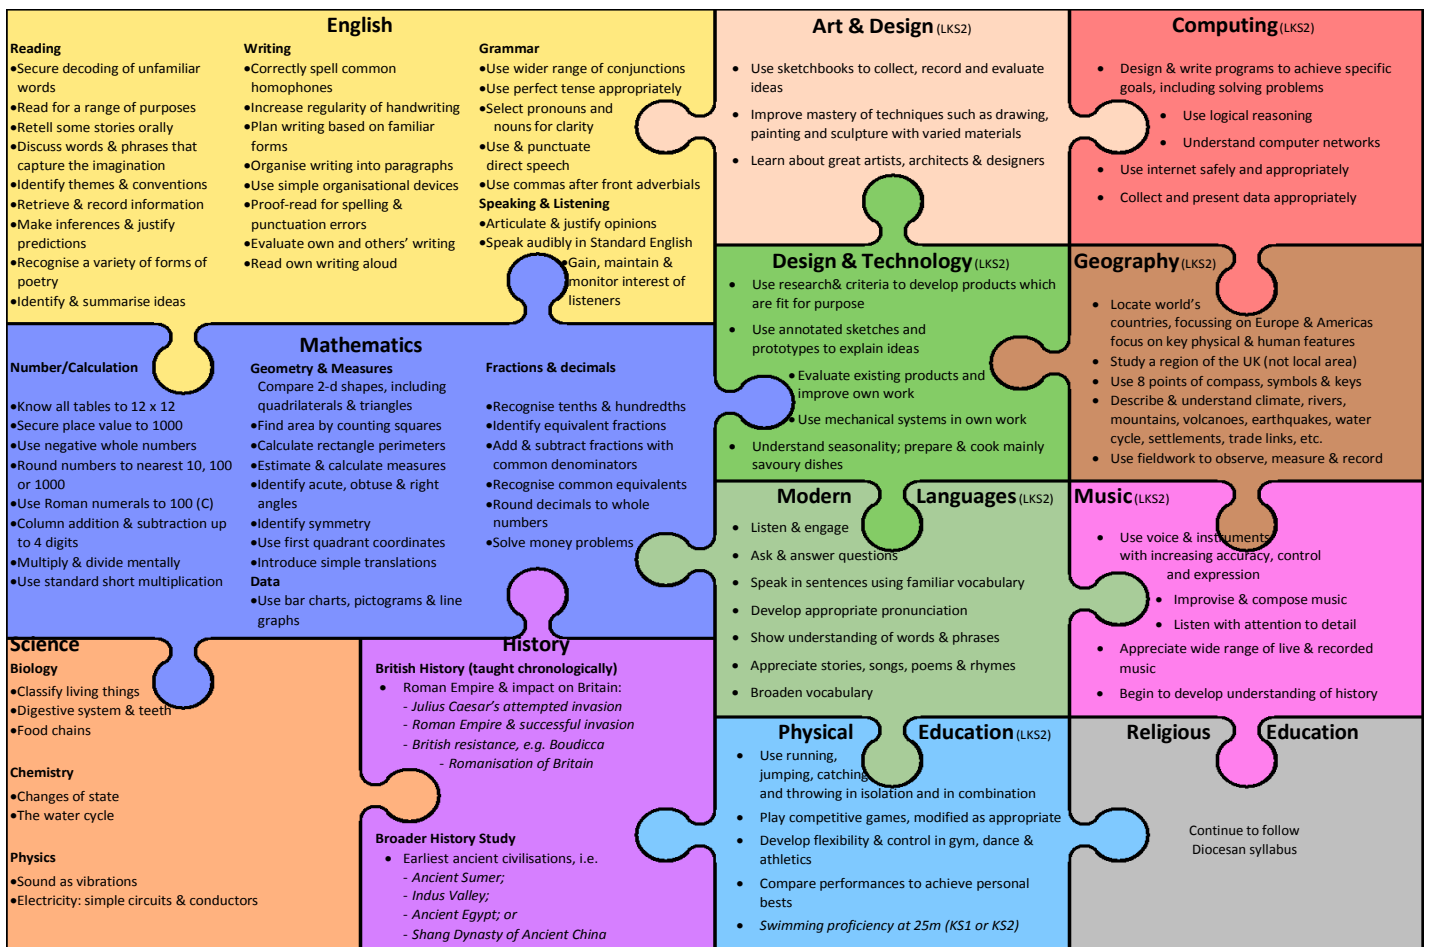 English
Reading
•Secure decoding of unfamiliar
words
•Read for a range of purposes
•Retell some stories orally
•Discuss words & phrases that
capture the imagination
•Identify themes & conventions
•Retrieve & record information
•Make inferences & justify
predictions
•Recognise a variety of forms of
poetry
•Identify & summarise ideas
Writing
•Correctly spell common
homophones
•Increase regularity of handwriting
•Plan writing based on familiar
forms
•Organise writing into paragraphs
•Use simple organisational devices
•Proof-read for spelling &
punctuation errors
•Evaluate own and others’ writing
•Read own writing aloud
Grammar
•Use wider range of conjunctions
•Use perfect tense appropriately
•Select pronouns and
nouns for clarity
•Use & punctuate
direct speech
•Use commas after front adverbials
Speaking & Listening
•Articulate & justify opinions
•Speak audibly in Standard English
•Gain, maintain &
monitor interest of
listeners
Art & Design (LKS2)
• Use sketchbooks to collect, record and evaluate
ideas
• Improve mastery of techniques such as drawing,
painting and sculpture with varied materials
• Learn about great artists, architects & designers
Computing (LKS2)
• Design & write programs to achieve specific
goals, including solving problems
• Use logical reasoning
• Understand computer networks
• Use internet safely and appropriately
• Collect and present data appropriately
Mathematics
Number/Calculation
•Know all tables to 12 x 12
•Secure place value to 1000
•Use negative whole numbers
•Round numbers to nearest 10, 100
or 1000
•Use Roman numerals to 100 (C)
•Column addition & subtraction up
to 4 digits
•Multiply & divide mentally
•Use standard short multiplication
Geometry & Measures
Compare 2-d shapes, including
quadrilaterals & triangles
•Find area by counting squares
•Calculate rectangle perimeters
•Estimate & calculate measures
•Identify acute, obtuse & right
angles
•Identify symmetry
•Use first quadrant coordinates
•Introduce simple translations
Data
•Use bar charts, pictograms & line
graphs
Fractions & decimals
•Recognise tenths & hundredths
•Identify equivalent fractions
•Add & subtract fractions with
common denominators
•Recognise common equivalents
•Round decimals to whole
numbers
•Solve money problems
Design & Technology (LKS2)
• Use research& criteria to develop products which
are fit for purpose
• Use annotated sketches and
prototypes to explain ideas
• Evaluate existing products and
improve own work
• Use mechanical systems in own work
• Understand seasonality; prepare & cook mainly
savoury dishes
Geography (LKS2)
• Locate world’s
countries, focussing on Europe & Americas
focus on key physical & human features
• Study a region of the UK (not local area)
• Use 8 points of compass, symbols & keys
• Describe & understand climate, rivers,
mountains, volcanoes, earthquakes, water
cycle, settlements, trade links, etc.
• Use fieldwork to observe, measure & record
Modern Languages (LKS2)
• Listen & engage
• Ask & answer questions
• Speak in sentences using familiar vocabulary
• Develop appropriate pronunciation
• Show understanding of words & phrases
• Appreciate stories, songs, poems & rhymes
• Broaden vocabulary
Music (LKS2)
• Use voice & instruments
with increasing accuracy, control
and expression
• Improvise & compose music
• Listen with attention to detail
• Appreciate wide range of live & recorded
music
• Begin to develop understanding of history
Science
Biology
•Classify living things
•Digestive system & teeth
•Food chains
Chemistry
•Changes of state
•The water cycle
Physics
•Sound as vibrations
•Electricity: simple circuits & conductors
History
British History (taught chronologically)
• Roman Empire & impact on Britain:
- Julius Caesar’s attempted invasion
- Roman Empire & successful invasion
- British resistance, e.g. Boudicca
- Romanisation of Britain
Broader History Study
• Earliest ancient civilisations, i.e.
- Ancient Sumer;
- Indus Valley;
- Ancient Egypt; or
- Shang Dynasty of Ancient China
Physical Education (LKS2)
• Use running,
jumping, catching
and throwing in isolation and in combination
• Play competitive games, modified as appropriate
• Develop flexibility & control in gym, dance &
athletics
• Compare performances to achieve personal
bests
• Swimming proficiency at 25m (KS1 or KS2)
Religious Education
Continue to follow
Diocesan syllabus